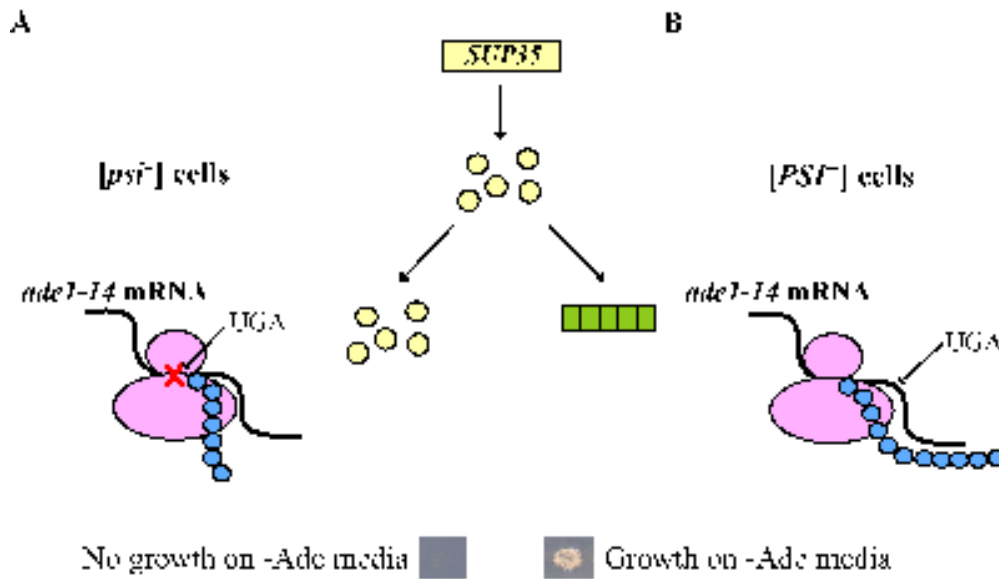 A
B
SUP35
[psi⁻] cells
[PSI⁺] cells
ade1-14 mRNA
UGA
ade1-14 mRNA
UGA
No growth on -Ade media
Growth on -Ade media